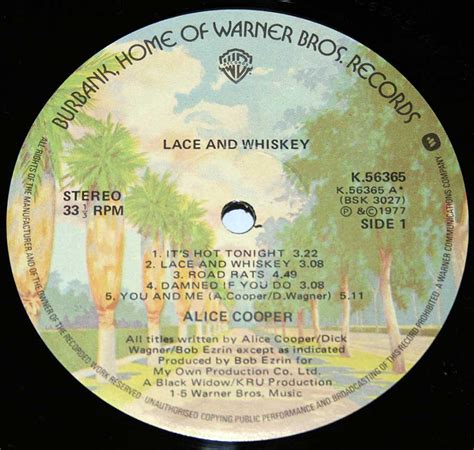 BURBANK, HOME OF WARNER BROS. RECORDS
LACE AND WHISKEY
STEREO
33 1/3 RPM
K.56365
K.56365 A*
(BSK 3027)
Ⓟ &©1977
SIDE 1
1. IT'S HOT TONIGHT 3.22
2. LACE AND WHISKEY 3.08
3. ROAD RATS 4.49
4. DAMNED IF YOU DO 3.08
5. YOU AND ME (A.Cooper/D.Wagner) 5.11
ALICE COOPER
All titles written by Alice Cooper/Dick
Wagner/Bob Ezrin except as indicated
Produced by Bob Ezrin for
My Own Production Co. Ltd.
A Black Widow/KRU Production
1-5 Warner Bros. Music
ALL RIGHTS OF THE MANUFACTURER AND OF THE OWNER OF THE RECORDED WORK RESERVED UNAUTHORISED COPYING PUBLIC PERFORMANCE AND BROADCASTING OF THIS RECORD PROHIBITED
A WARNER COMMUNICATIONS COMPANY